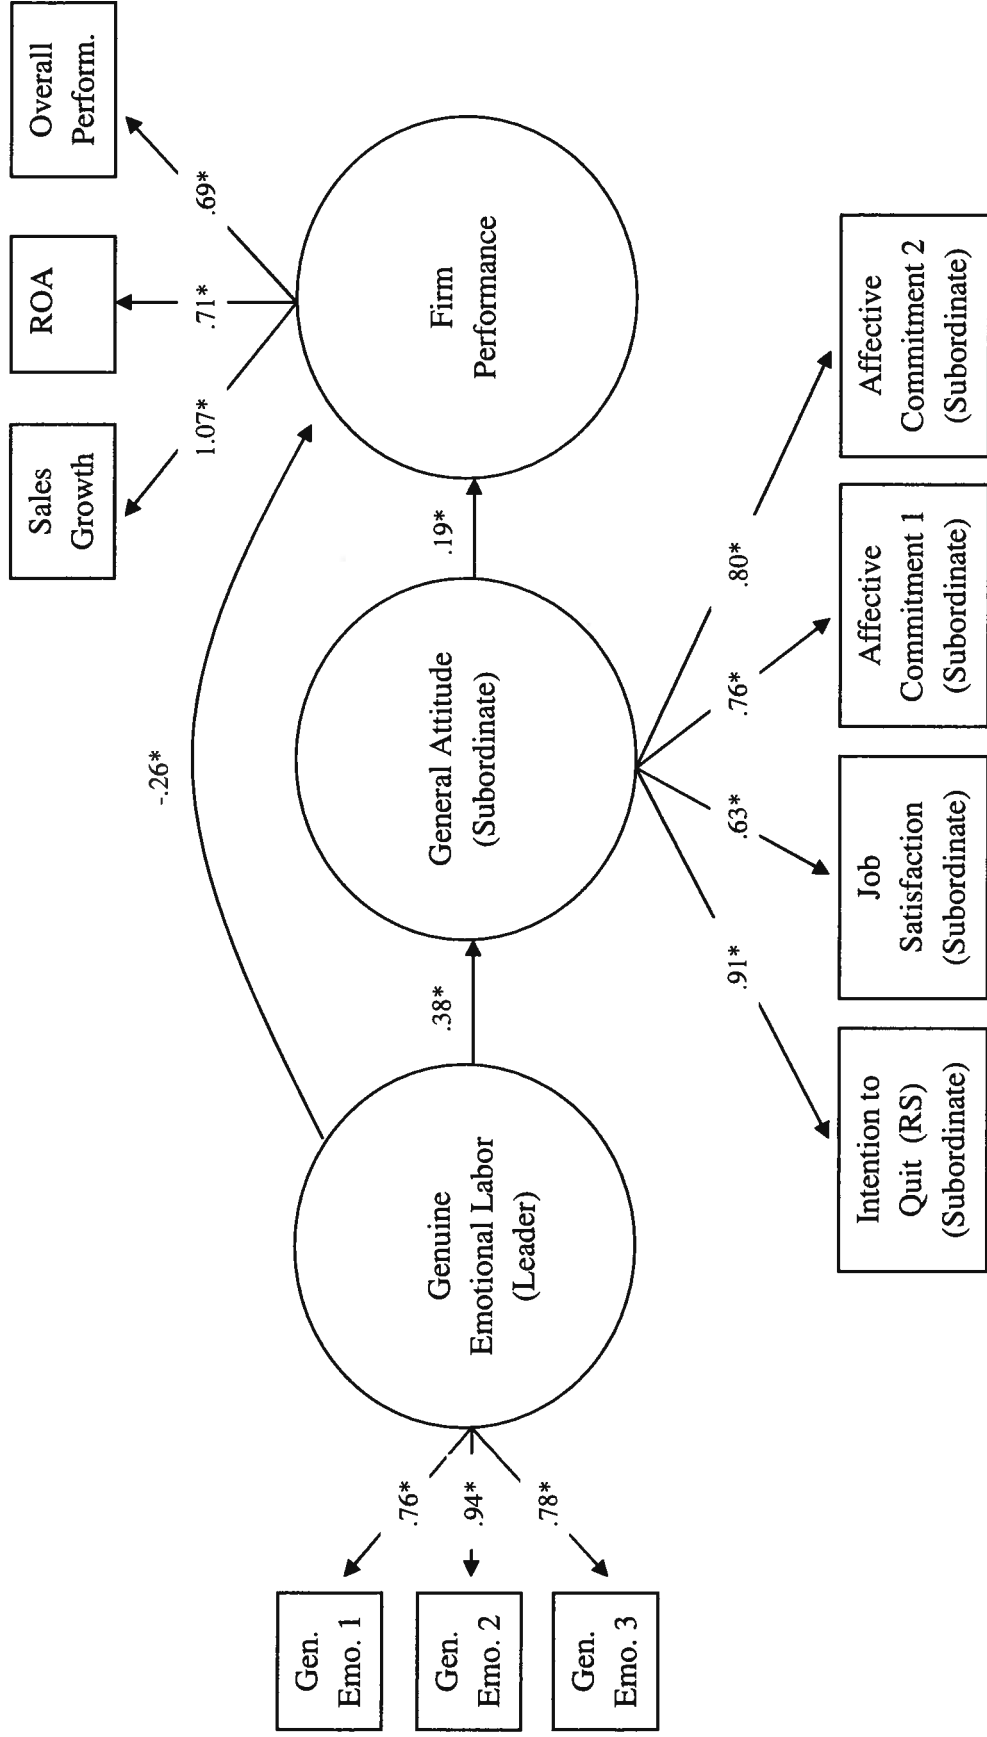 Sales
Growth
ROA
Overall
Perform.
1.07*
.71*
.69*
-.26*
Gen.
Emo. 1
Gen.
Emo. 2
Gen.
Emo. 3
.76*
.94*
.78*
Genuine
Emotional Labor
(Leader)
.38*
General Attitude
(Subordinate)
.19*
Firm
Performance
.91*
.63*
.76*
.80*
Intention to
Quit (RS)
(Subordinate)
Job
Satisfaction
(Subordinate)
Affective
Commitment 1
(Subordinate)
Affective
Commitment 2
(Subordinate)